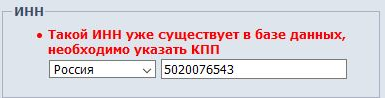 ИНН
• Такой ИНН уже существует в базе данных,
необходимо указать КПП
Россия 5020076543